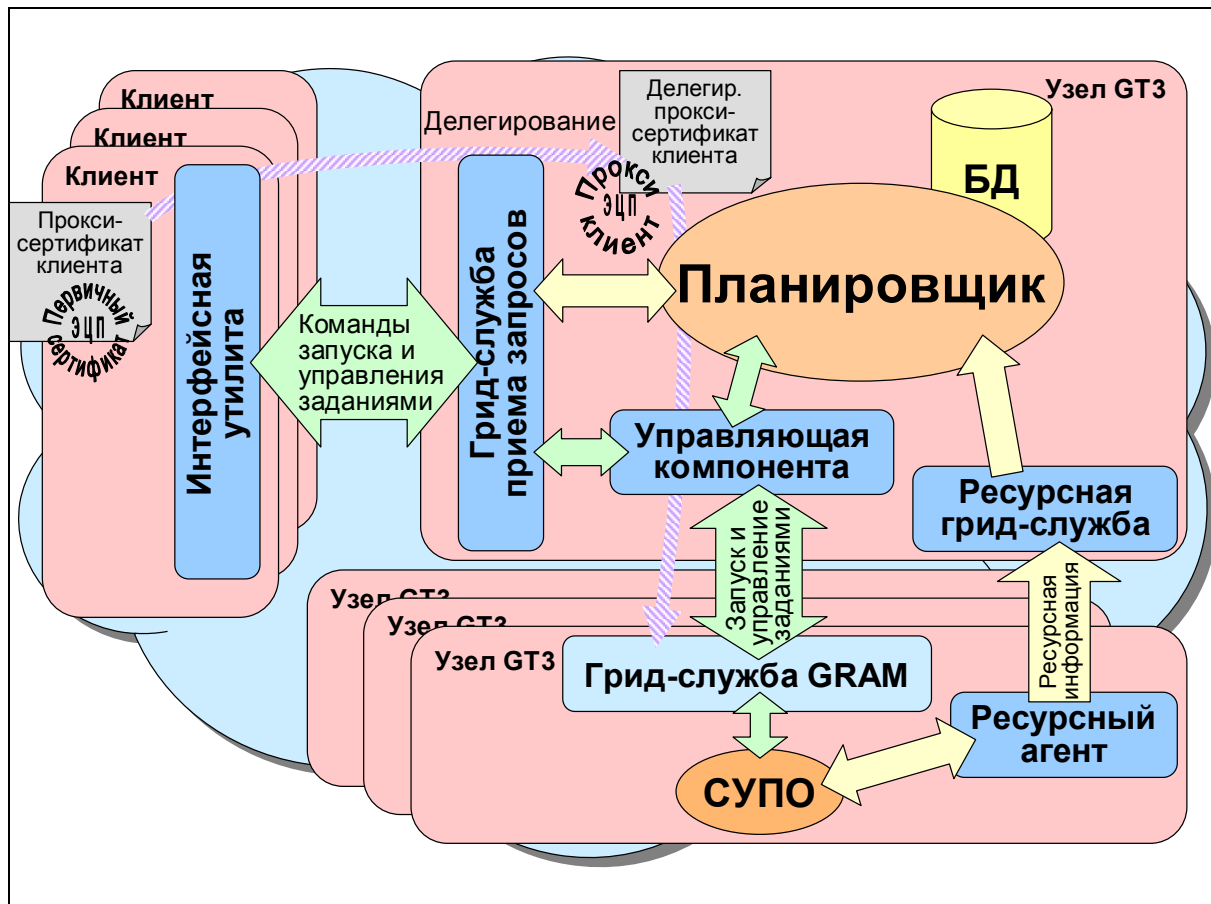 Клиент
Клиент
Клиент
Прокси-
сертификат
клиента
Первичный
ЭЦП
сертификат
Интерфейсная
утилита
Команды
запуска и
управления
заданиями
Делегирование
Узел GT3
Делегир.
прокси-
сертификат
клиента
Прокси
ЭЦП
клиент
БД
Планировщик
Грид-служба
приема запросов
Управляющая
компонента
Ресурсная
грид-служба
Запуск и
управление
заданиями
Ресурсная
информация
Узел GT3
Узел GT3
Узел GT3
Грид-служба GRAM
Ресурсный
агент
СУПО